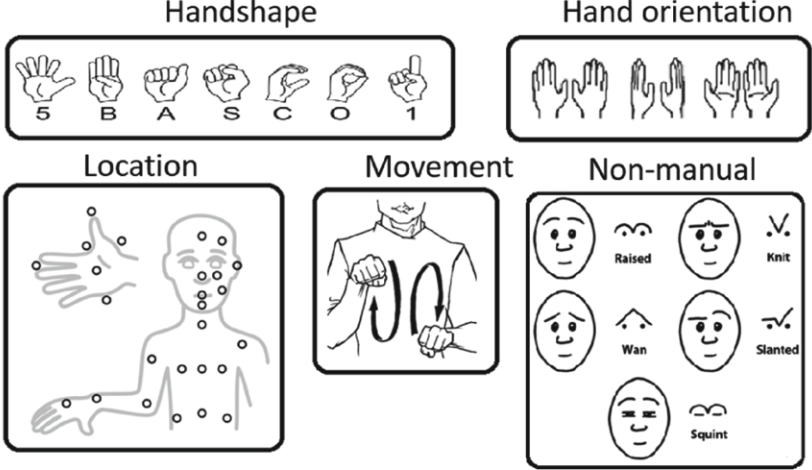 Handshape
Hand orientation
5 B A S C O 1
Location
Movement
Non-manual
Raised
Knit
Wan
Slanted
Squint